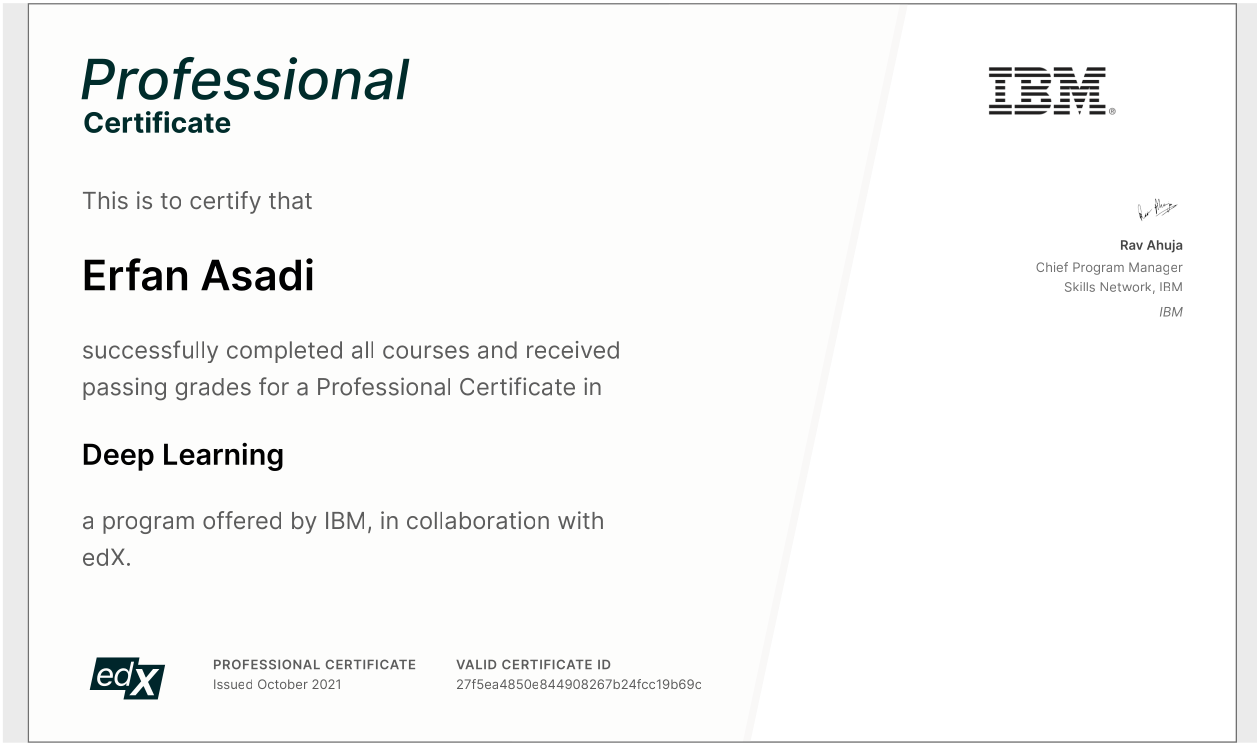 Professional
Certificate
This is to certify that
Erfan Asadi
successfully completed all courses and received
passing grades for a Professional Certificate in
Deep Learning
a program offered by IBM, in collaboration with
edX.
edX
PROFESSIONAL CERTIFICATE
Issued October 2021
VALID CERTIFICATE ID
27f5ea4850e844908267b24fcc19b69c
IBM®
Rav Ahuja
Chief Program Manager
Skills Network, IBM
IBM